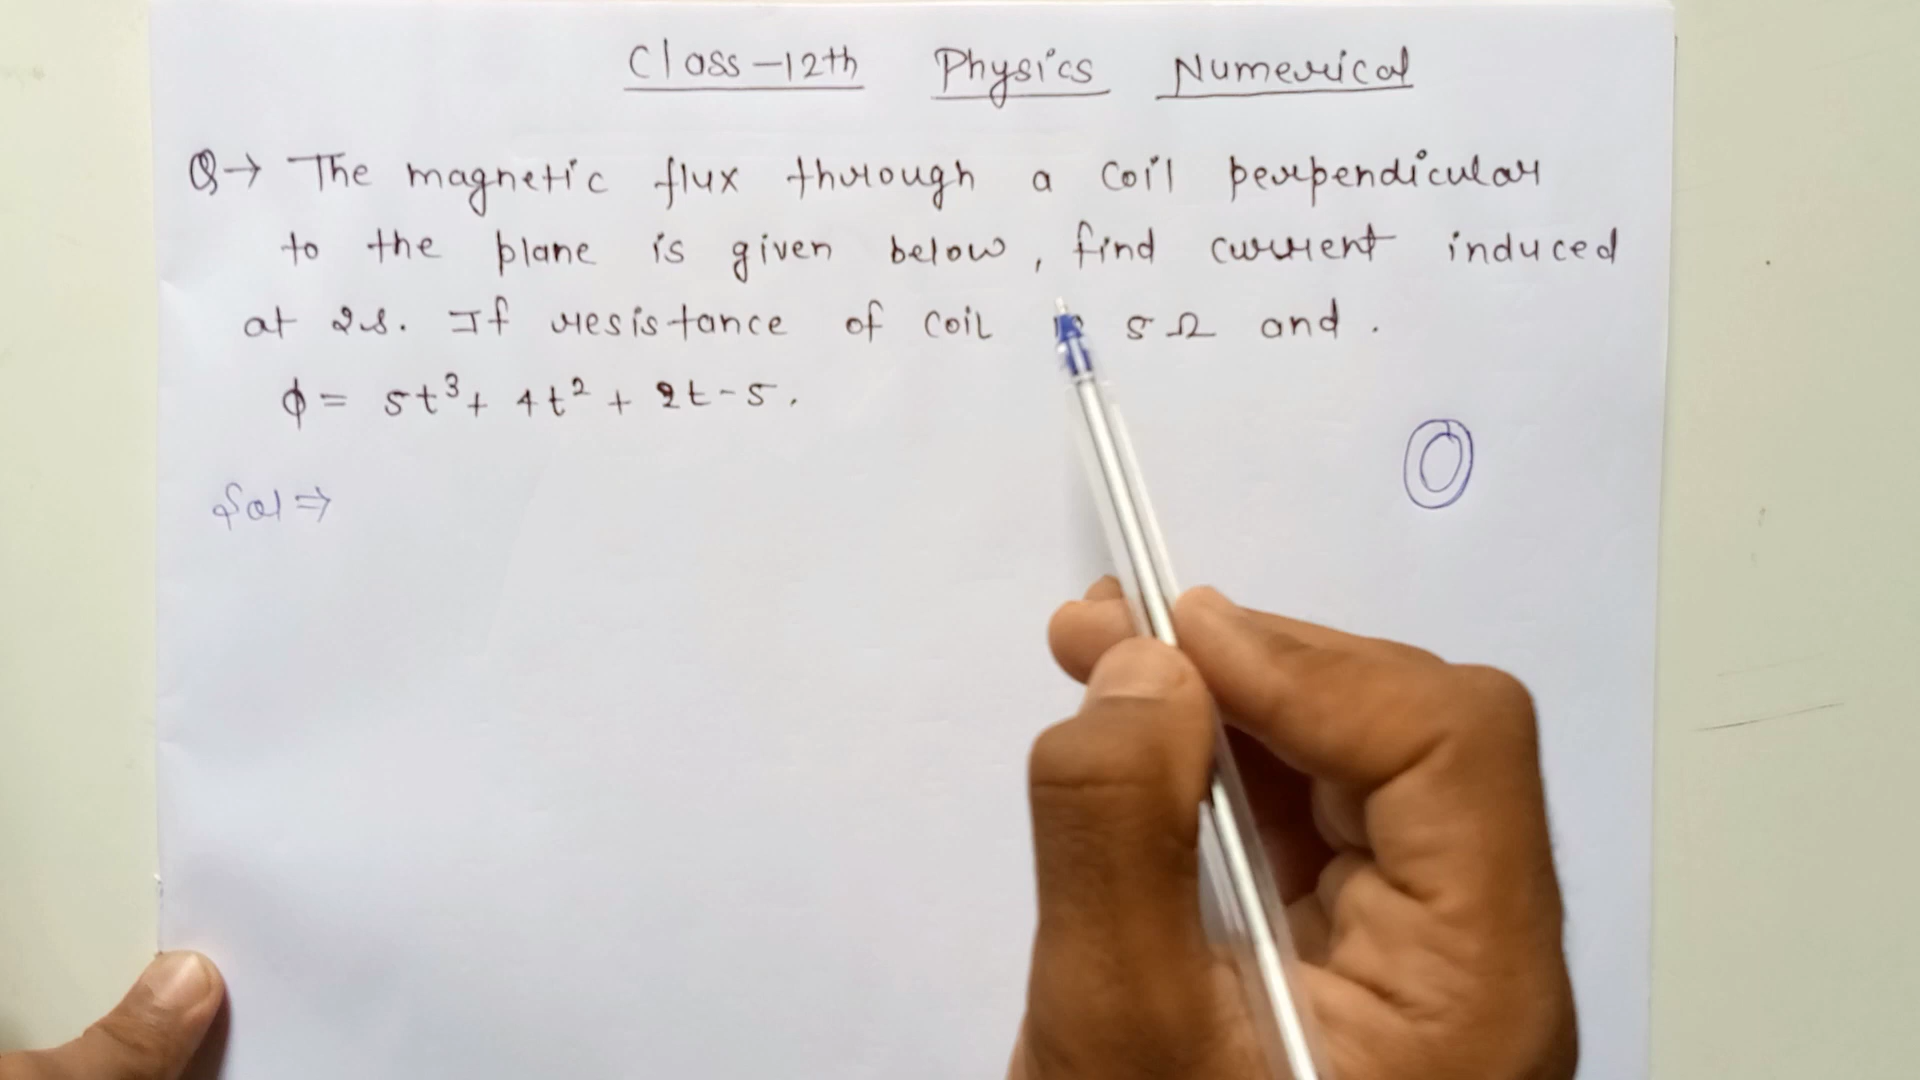 Class-12th Physics Numerical
Q→ The magnetic flux through a coil perpendicular
to the plane is given below, find current induced
at 2s. If resistance of coil 5Ω and .
ϕ = 5t³ + 4t² + 2t - 5.
Sol ⇒